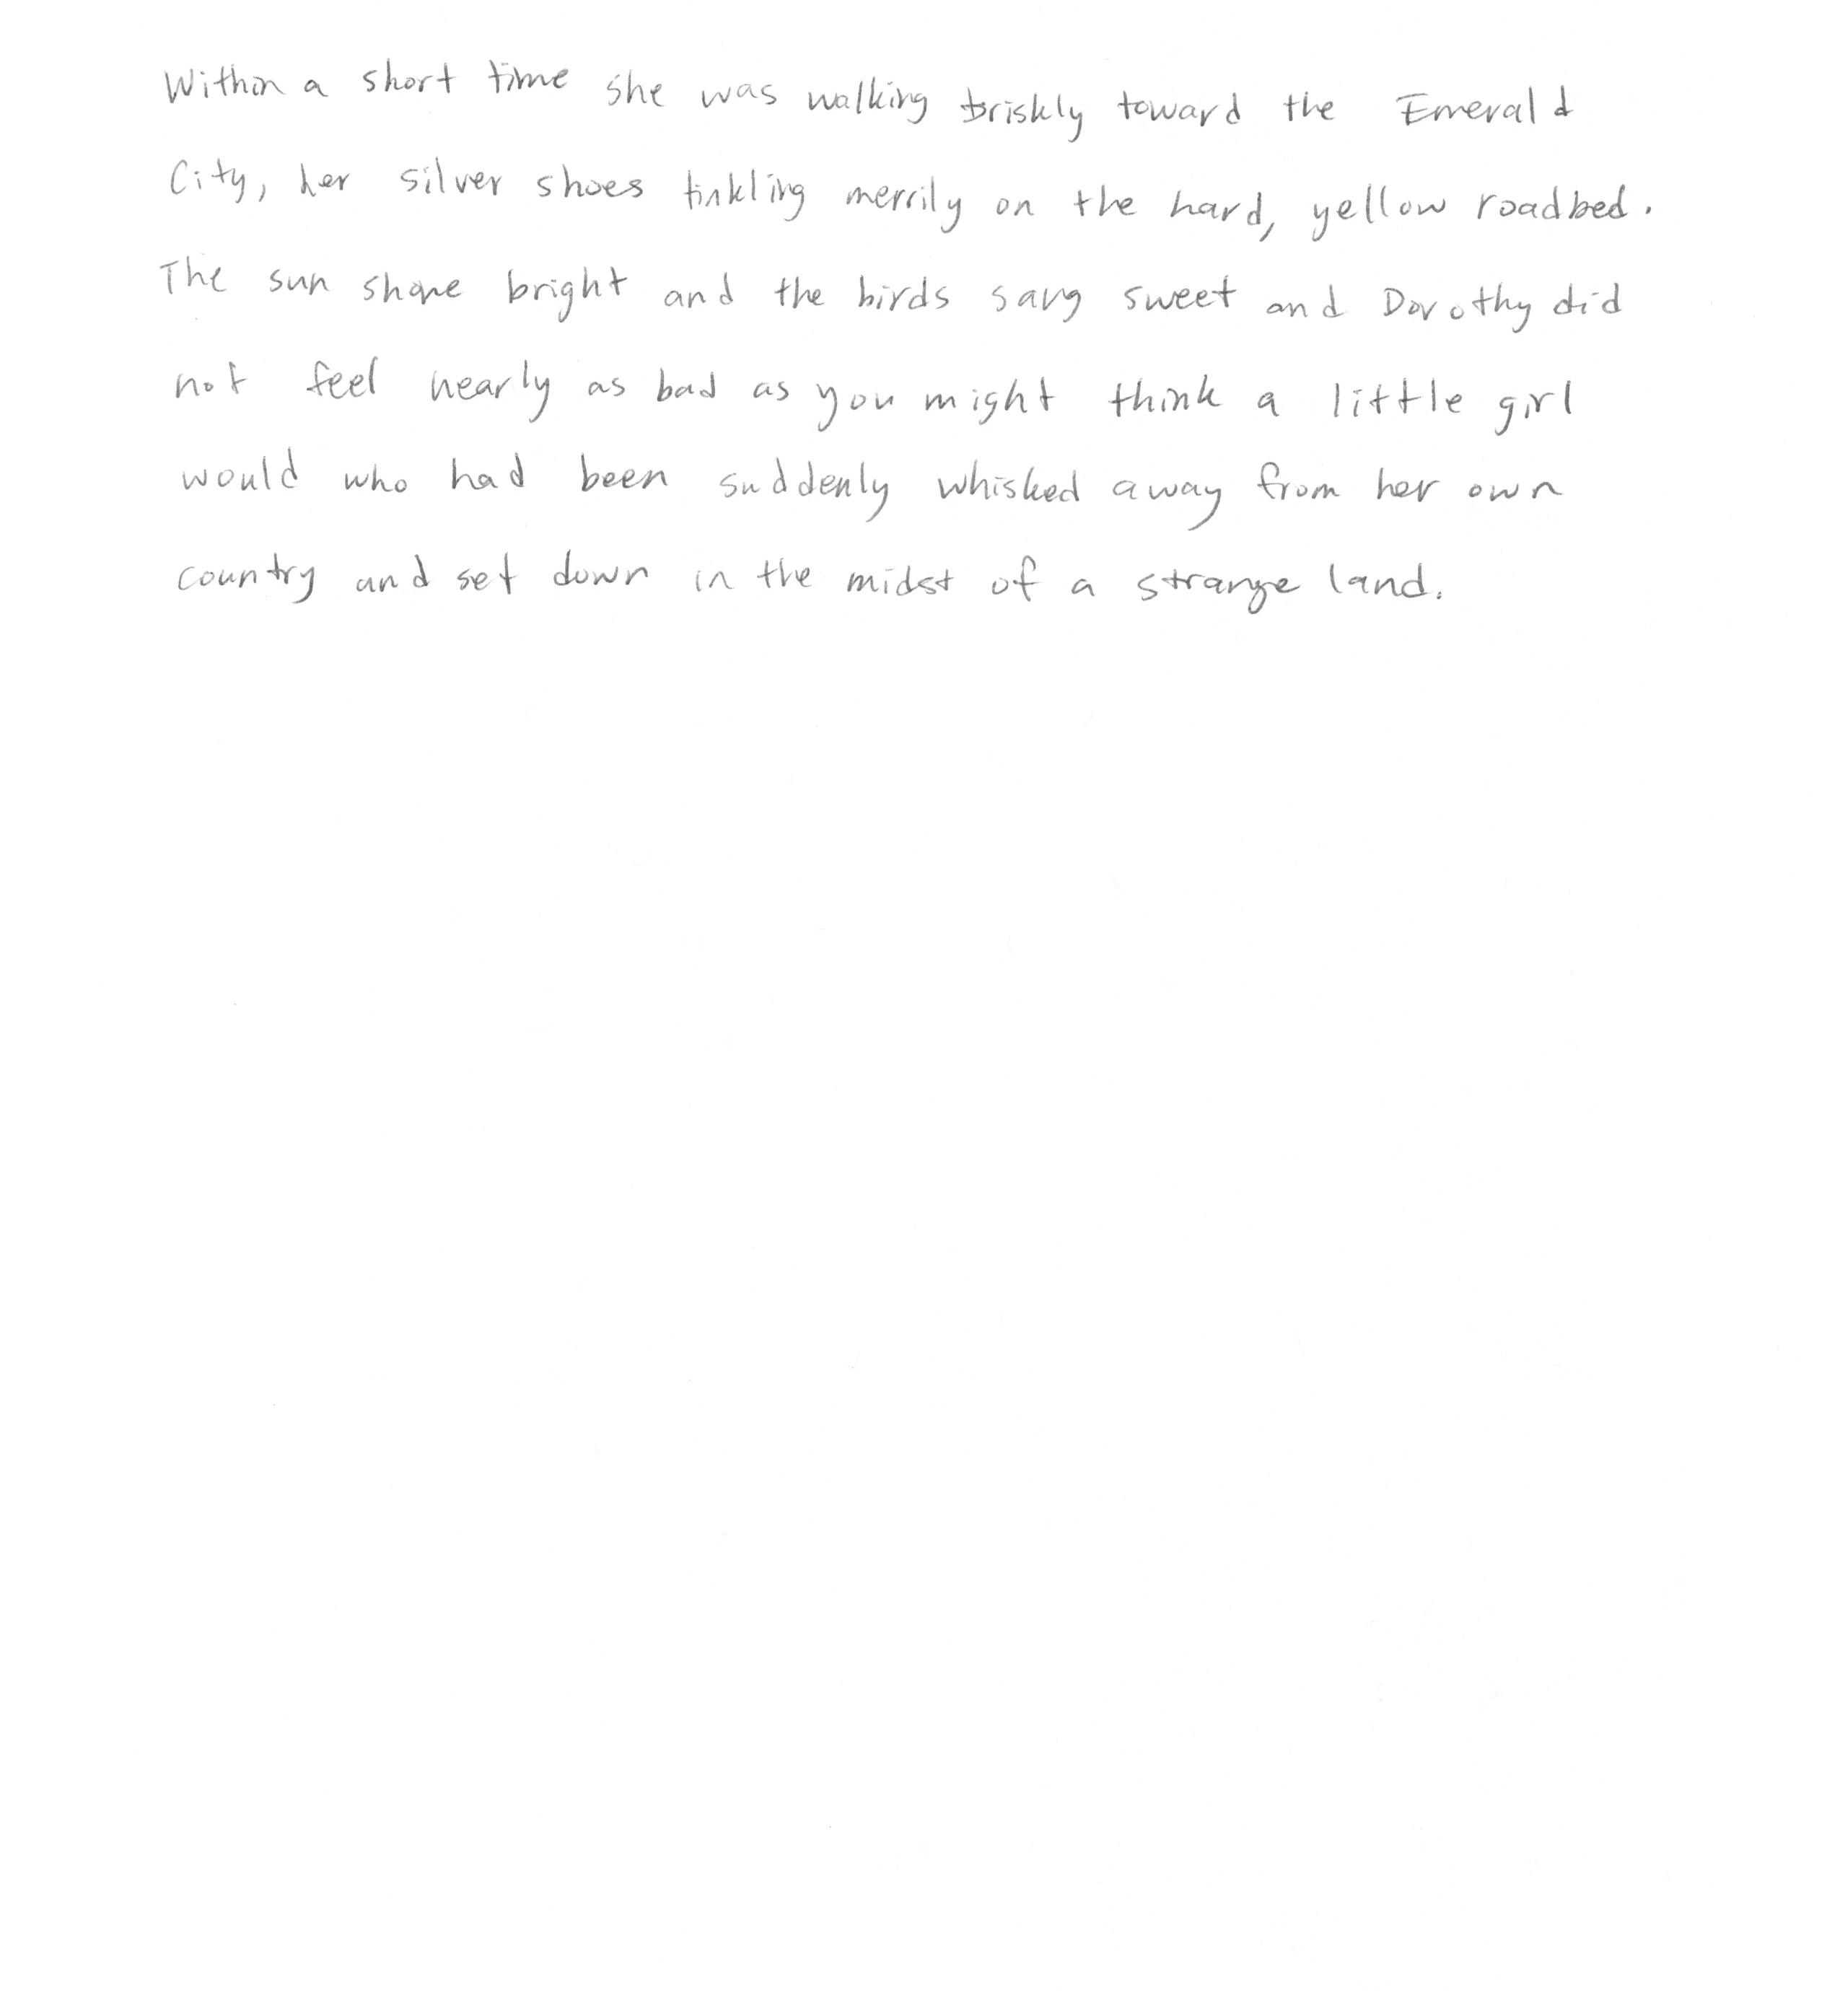 Within a short time she was walking briskly toward the Emerald
City, her silver shoes tinkling merrily on the hard, yellow roadbed.
The sun shone bright and the birds sang sweet and Dorothy did
not feel nearly as bad as you might think a little girl
would who had been suddenly whisked away from her own
country and set down in the midst of a strange land.